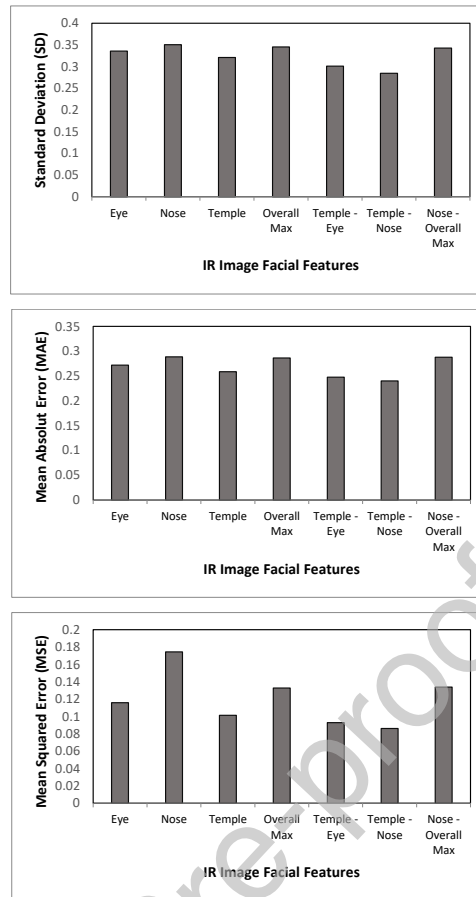 Standard Deviation (SD)
0.4
0.35
0.3
0.25
0.2
0.15
0.1
0.05
0
Eye Nose Temple Overall Max Temple - Eye Temple - Nose Nose - Overall Max
IR Image Facial Features
Mean Absolut Error (MAE)
0.35
0.3
0.25
0.2
0.15
0.1
0.05
0
Eye Nose Temple Overall Max Temple - Eye Temple - Nose Nose - Overall Max
IR Image Facial Features
Mean Squared Error (MSE)
0.2
0.18
0.16
0.14
0.12
0.1
0.08
0.06
0.04
0.02
0
Eye Nose Temple Overall Max Temple - Eye Temple - Nose Nose - Overall Max
IR Image Facial Features
re-proof